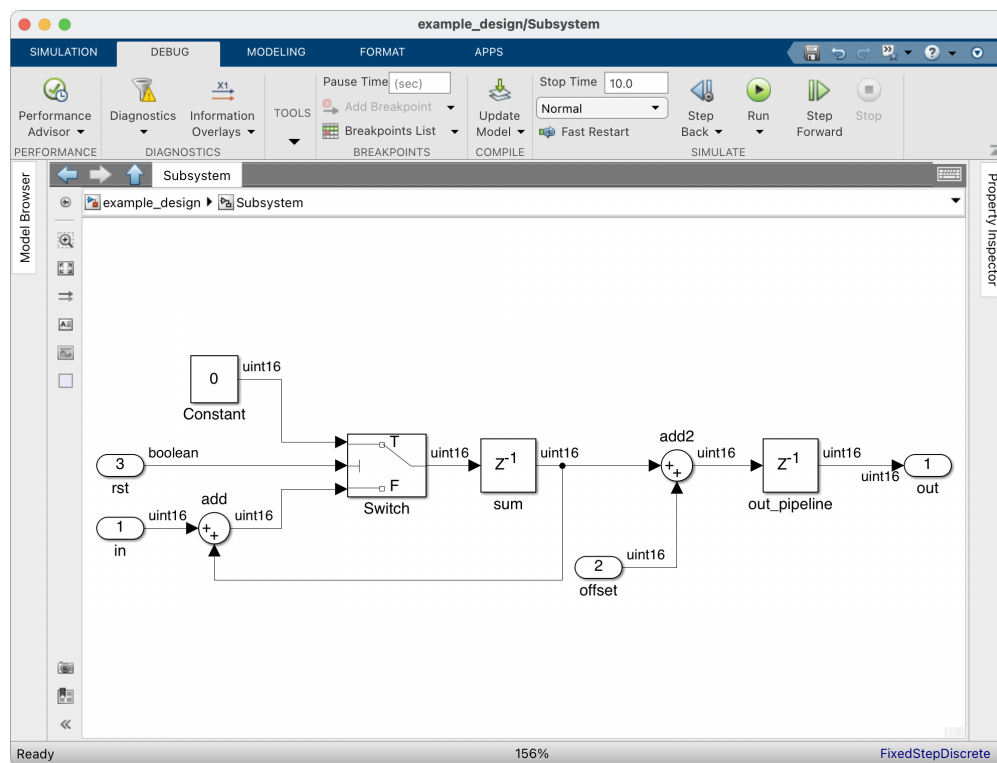 example_design/Subsystem
SIMULATION DEBUG MODELING FORMAT APPS
Performance Advisor
PERFORMANCE
Diagnostics
Information Overlays
DIAGNOSTICS
TOOLS
Pause Time (sec)
Add Breakpoint
Breakpoints List
BREAKPOINTS
Update Model
COMPILE
Stop Time 10.0
Normal
Fast Restart
Step Back
Run
Step Forward
Stop
SIMULATE
Model Browser
Subsystem
example_design Subsystem
Property Inspector
0
uint16
Constant
3
boolean
rst
1
uint16
in
add
uint16
T
F
Switch
uint16
Z-1
sum
uint16
add2
uint16
2
uint16
offset
Z-1
out_pipeline
uint16
uint16
1
out
Ready 156% FixedStepDiscrete